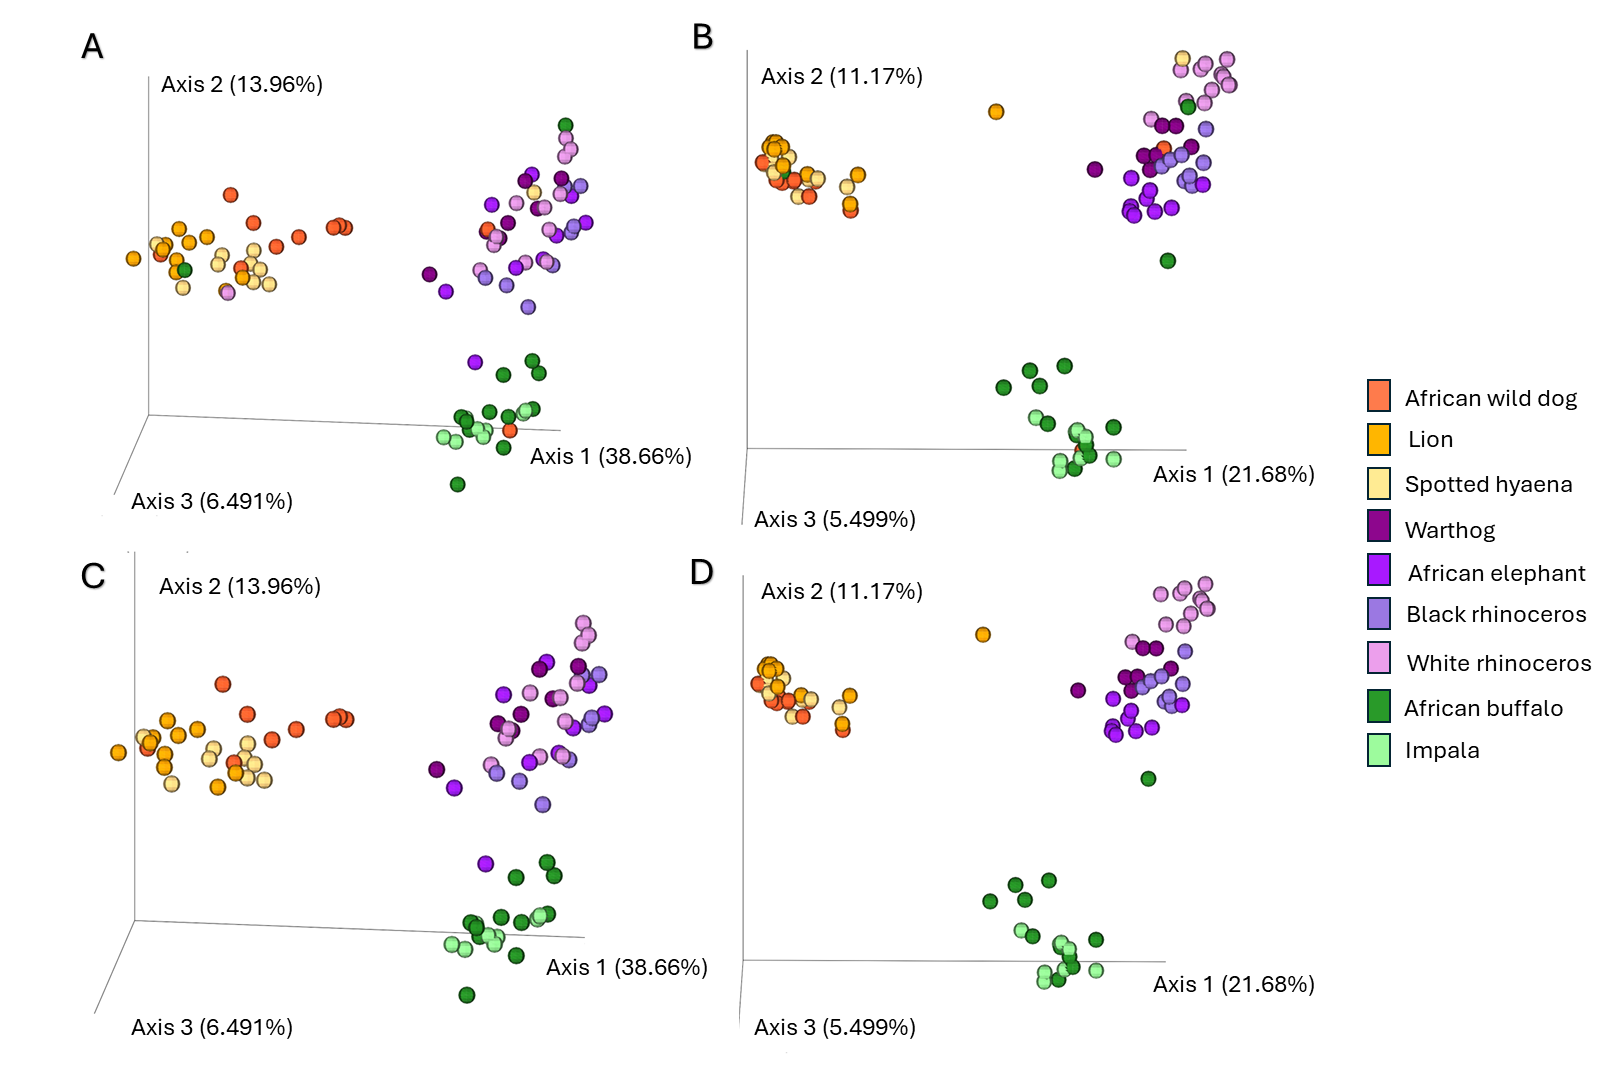 A
Axis 2 (13.96%)
Axis 1 (38.66%)
Axis 3 (6.491%)
B
Axis 2 (11.17%)
Axis 1 (21.68%)
Axis 3 (5.499%)
C
Axis 2 (13.96%)
Axis 1 (38.66%)
Axis 3 (6.491%)
D
Axis 2 (11.17%)
Axis 1 (21.68%)
Axis 3 (5.499%)
African wild dog
Lion
Spotted hyaena
Warthog
African elephant
Black rhinoceros
White rhinoceros
African buffalo
Impala